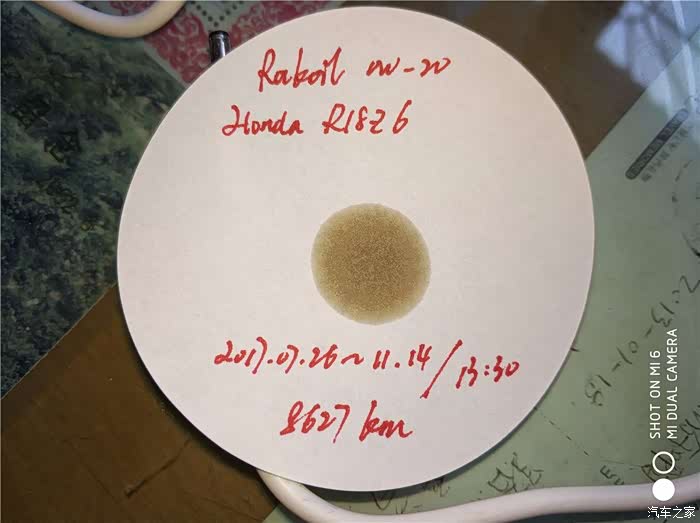 Rakoil 0W-20
Honda R18Z6
2017.07.26~11.14/13:30
8627 km
SHOT ON MI 6
MI DUAL CAMERA
汽车之家